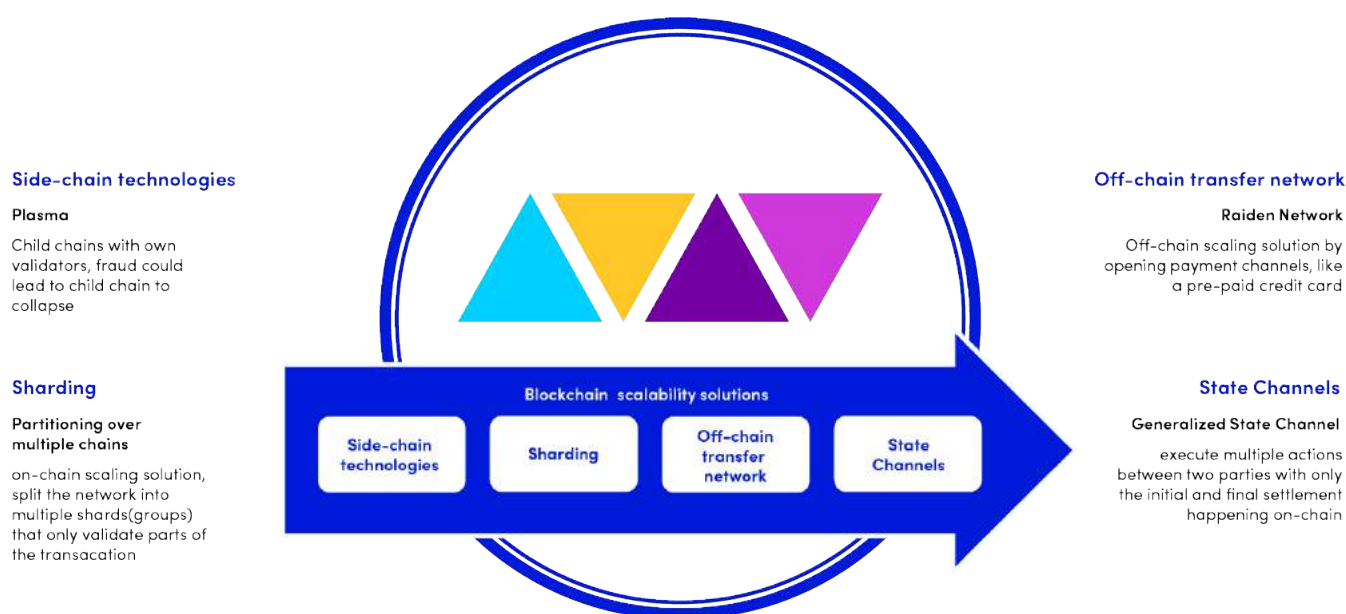 Side-chain technologies
Plasma
Child chains with own
validators, fraud could
lead to child chain to
collapse
Sharding
Partitioning over
multiple chains
on-chain scaling solution,
split the network into
multiple shards(groups)
that only validate parts of
the transacation
Blockchain scalability solutions
Side-chain
technologies
Sharding
Off-chain
transfer
network
State
Channels
Off-chain transfer network
Raiden Network
Off-chain scaling solution by
opening payment channels, like
a pre-paid credit card
State Channels
Generalized State Channel
execute multiple actions
between two parties with only
the initial and final settlement
happening on-chain